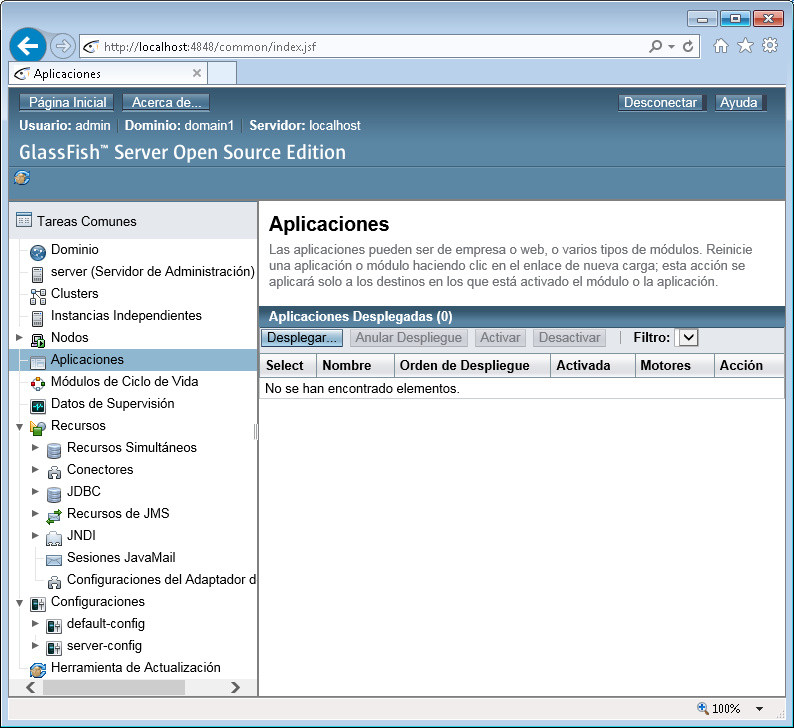 http://localhost:4848/common/index.jsf
Aplicaciones
Página Inicial Acerca de... Desconectar Ayuda
Usuario: admin Dominio: domain1 Servidor: localhost
GlassFish™ Server Open Source Edition
Tareas Comunes
Dominio
server (Servidor de Administración)
Clusters
Instancias Independientes
Nodos
Aplicaciones
Módulos de Ciclo de Vida
Datos de Supervisión
Recursos
Recursos Simultáneos
Conectores
JDBC
Recursos de JMS
JNDI
Sesiones JavaMail
Configuraciones del Adaptador d
Configuraciones
default-config
server-config
Herramienta de Actualización
Aplicaciones
Las aplicaciones pueden ser de empresa o web, o varios tipos de módulos. Reinicie
una aplicación o módulo haciendo clic en el enlace de nueva carga; esta acción se
aplicará solo a los destinos en los que está activado el módulo o la aplicación.
Aplicaciones Desplegadas (0)
Desplegar... Anular Despliegue Activar Desactivar Filtro:
Select Nombre Orden de Despliegue Activada Motores Acción
No se han encontrado elementos.
100%